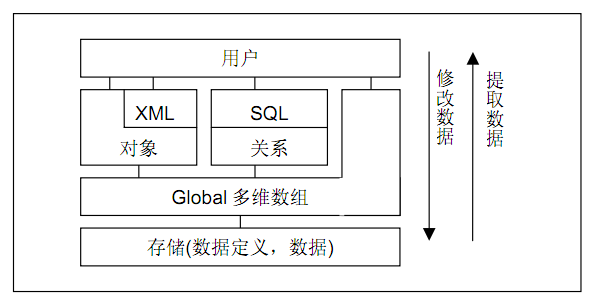 用户
XML
SQL
对象
关系
Global 多维数组
存储(数据定义，数据)
修改数据
提取数据